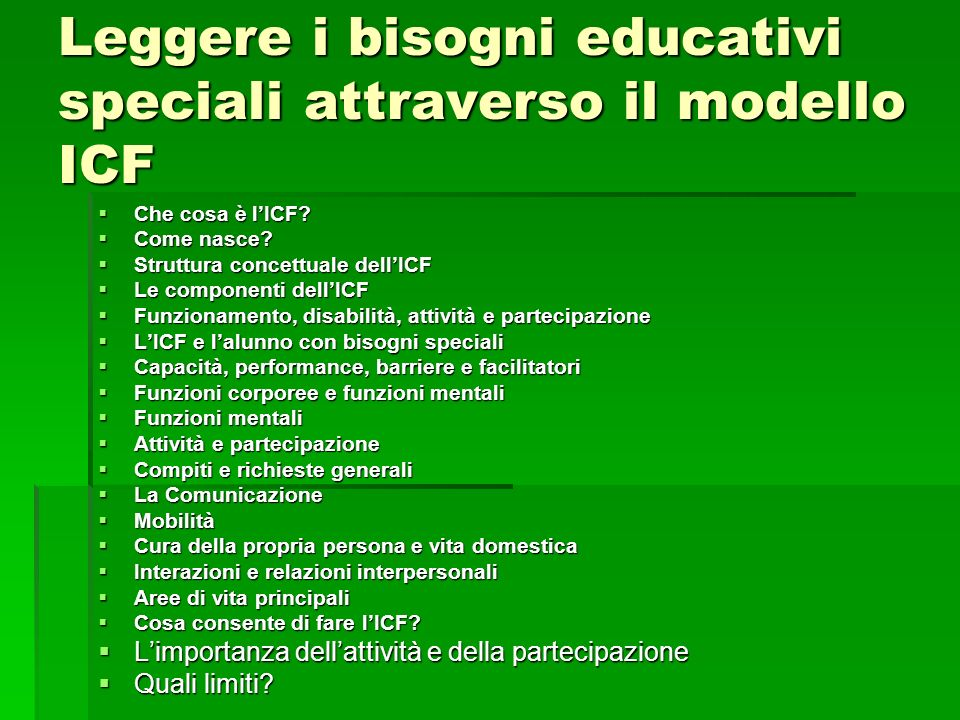 Leggere i bisogni educativi
speciali attraverso il modello
ICF
▪ Che cosa è l’ICF?
▪ Come nasce?
▪ Struttura concettuale dell’ICF
▪ Le componenti dell’ICF
▪ Funzionamento, disabilità, attività e partecipazione
▪ L’ICF e l’alunno con bisogni speciali
▪ Capacità, performance, barriere e facilitatori
▪ Funzioni corporee e funzioni mentali
▪ Funzioni mentali
▪ Attività e partecipazione
▪ Compiti e richieste generali
▪ La Comunicazione
▪ Mobilità
▪ Cura della propria persona e vita domestica
▪ Interazioni e relazioni interpersonali
▪ Aree di vita principali
▪ Cosa consente di fare l’ICF?
▪ L’importanza dell’attività e della partecipazione
▪ Quali limiti?